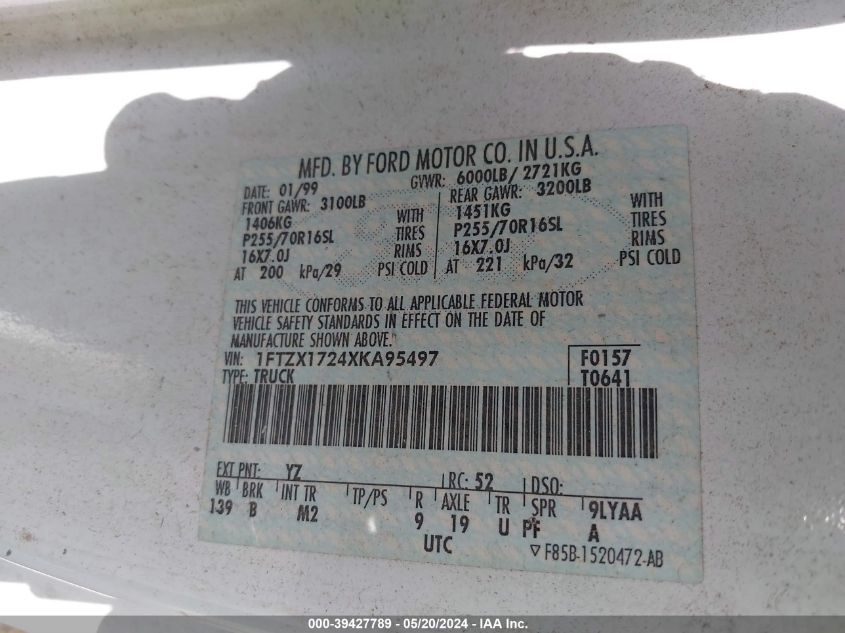 MFD. BY FORD MOTOR CO. IN U.S.A.
DATE: 01/99 GVWR: 6000LB/ 2721KG
FRONT GAWR: 3100LB REAR GAWR: 3200LB
1406KG WITH 1451KG WITH
P255/70R16SL TIRES P255/70R16SL TIRES
16X7.0J RIMS 16X7.0J RIMS
AT 200 kPa/29 PSI COLD AT 221 kPa/32 PSI COLD
THIS VEHICLE CONFORMS TO ALL APPLICABLE FEDERAL MOTOR
VEHICLE SAFETY STANDARDS IN EFFECT ON THE DATE OF
MANUFACTURE SHOWN ABOVE.
VIN: 1FTZX1724XKA95497 F0157
TYPE: TRUCK T0641
EXT PNT: YZ RC: 52 DSO:
WB BRK INT TR TP/PS R AXLE TR SPR 9LYAA
139 B M2 9 19 U PF A
UTC ▽F85B-1520472-AB
000-39427789 - 05/20/2024 - IAA Inc.